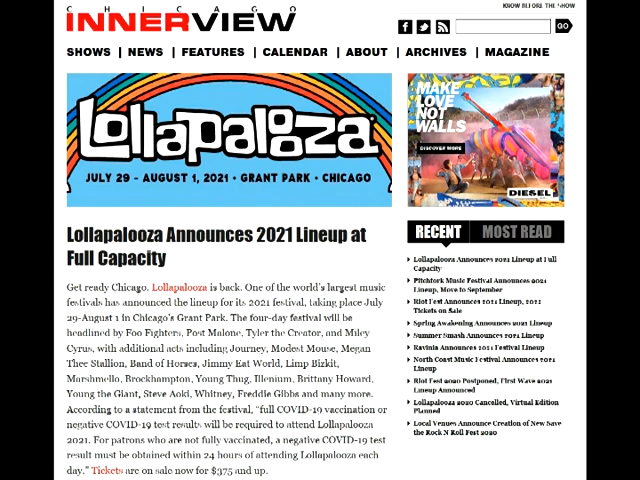 CHICAGO
KNOW BEFORE THE SHOW
INNERVIEW
GO
SHOWS | NEWS | FEATURES | CALENDAR | ABOUT | ARCHIVES | MAGAZINE
Lollapalooza
JULY 29 - AUGUST 1, 2021 • GRANT PARK • CHICAGO
MAKE
LOVE
NOT
WALLS
DISCOVER MORE
DIESEL
Lollapalooza Announces 2021 Lineup at
Full Capacity
Get ready Chicago. Lollapalooza is back. One of the world's largest music
festivals has announced the lineup for its 2021 festival, taking place July
29-August 1 in Chicago's Grant Park. The four-day festival will be
headlined by Foo Fighters, Post Malone, Tyler the Creator, and Miley
Cyrus, with additional acts including Journey, Modest Mouse, Megan
Thee Stallion, Band of Horses, Jimmy Eat World, Limp Bizkit,
Marshmello, Brockhampton, Young Thug, Illenium, Brittany Howard,
Young the Giant, Steve Aoki, Whitney, Freddie Gibbs and many more.
According to a statement from the festival, "full COVID-19 vaccination or
negative COVID-19 test results will be required to attend Lollapalooza
2021. For patrons who are not fully vaccinated, a negative COVID-19 test
result must be obtained within 24 hours of attending Lollapalooza each
day." Tickets are on sale now for $375 and up.
RECENT MOST READ
Lollapalooza Announces 2021 Lineup at Full
Capacity
Pitchfork Music Festival Announces 2021
Lineup, Move to September
Riot Fest Announces 2021 Lineup, 2022
Tickets on Sale
Spring Awakening Announces 2021 Lineup
Summer Smash Announces 2021 Lineup
Ravinia Announces 2021 Festival Lineup
North Coast Music Festival Announces 2021
Lineup
Riot Fest 2020 Postponed, First Wave 2021
Lineup Announced
Lollapalooza 2020 Cancelled, Virtual Edition
Planned
Local Venues Announce Creation of New Save
the Rock N Roll Fest 2020